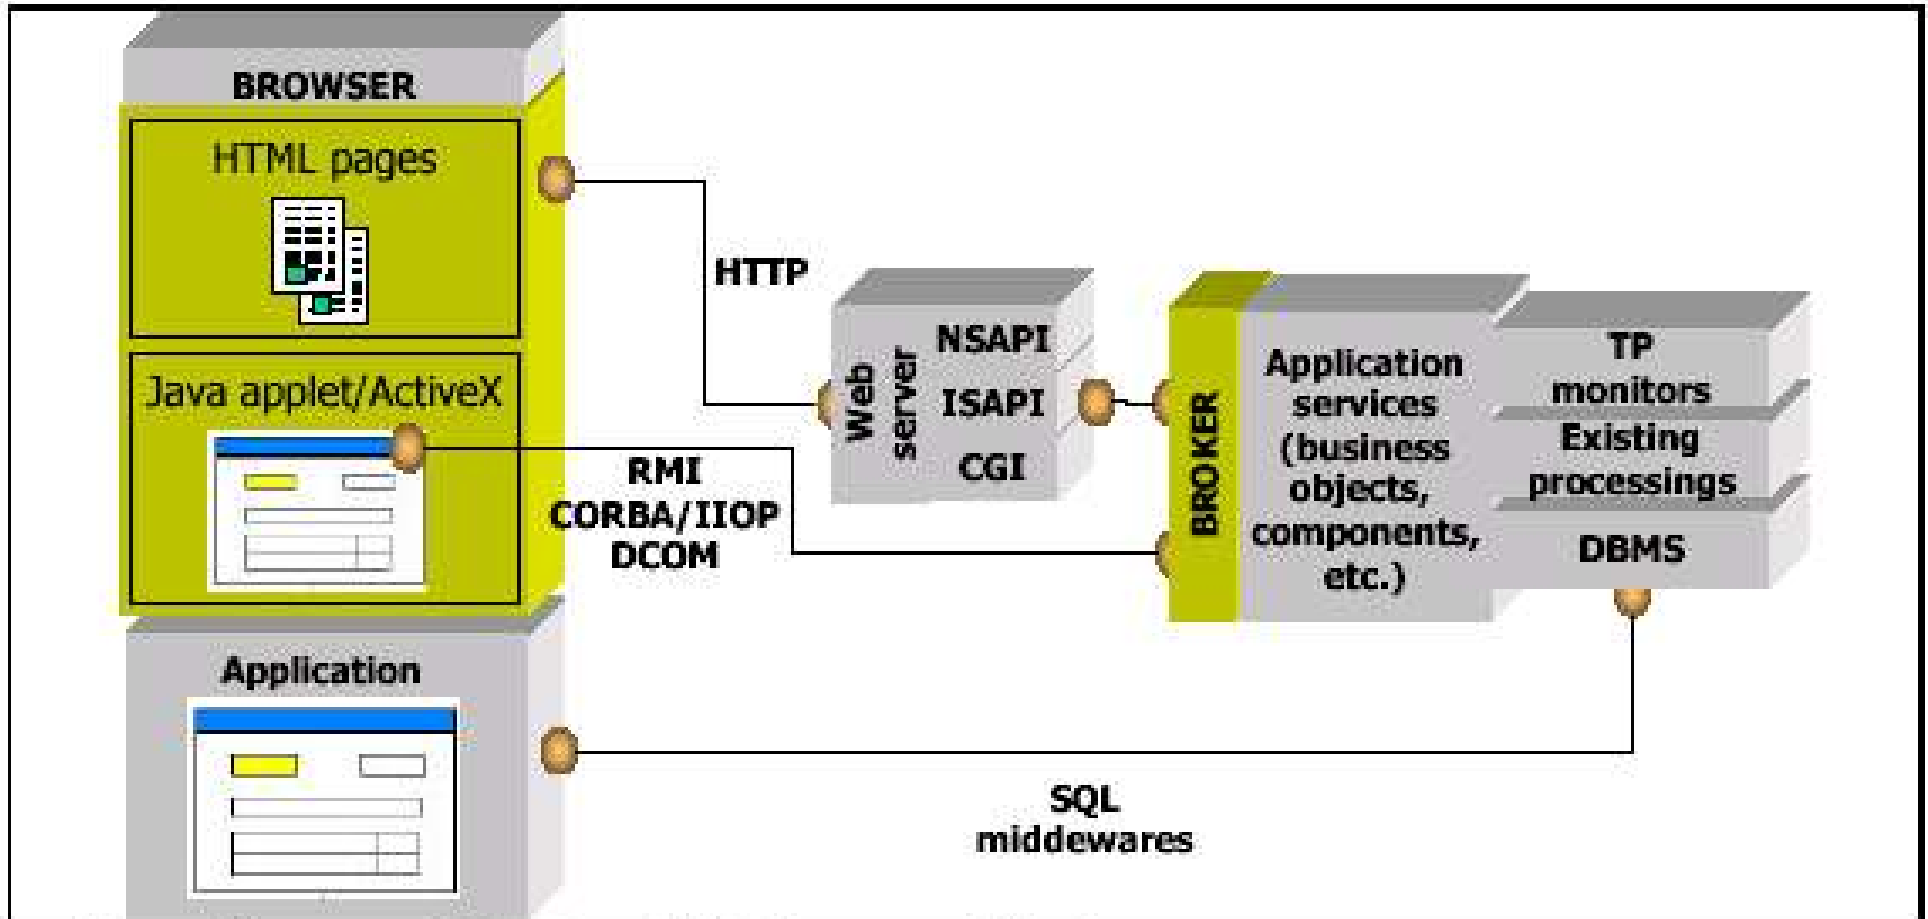 BROWSER
HTML pages
Java applet/ActiveX
Application
HTTP
RMI
CORBA/IIOP
DCOM
Web
server
NSAPI
ISAPI
CGI
BROKER
Application
services
(business
objects,
components,
etc.)
TP
monitors
Existing
processings
DBMS
SQL
middewares